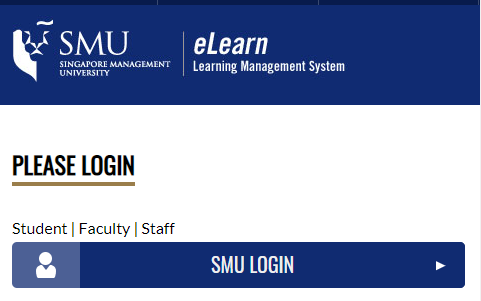 SMU
SINGAPORE MANAGEMENT
UNIVERSITY
eLearn
Learning Management System
PLEASE LOGIN
Student | Faculty | Staff
SMU LOGIN